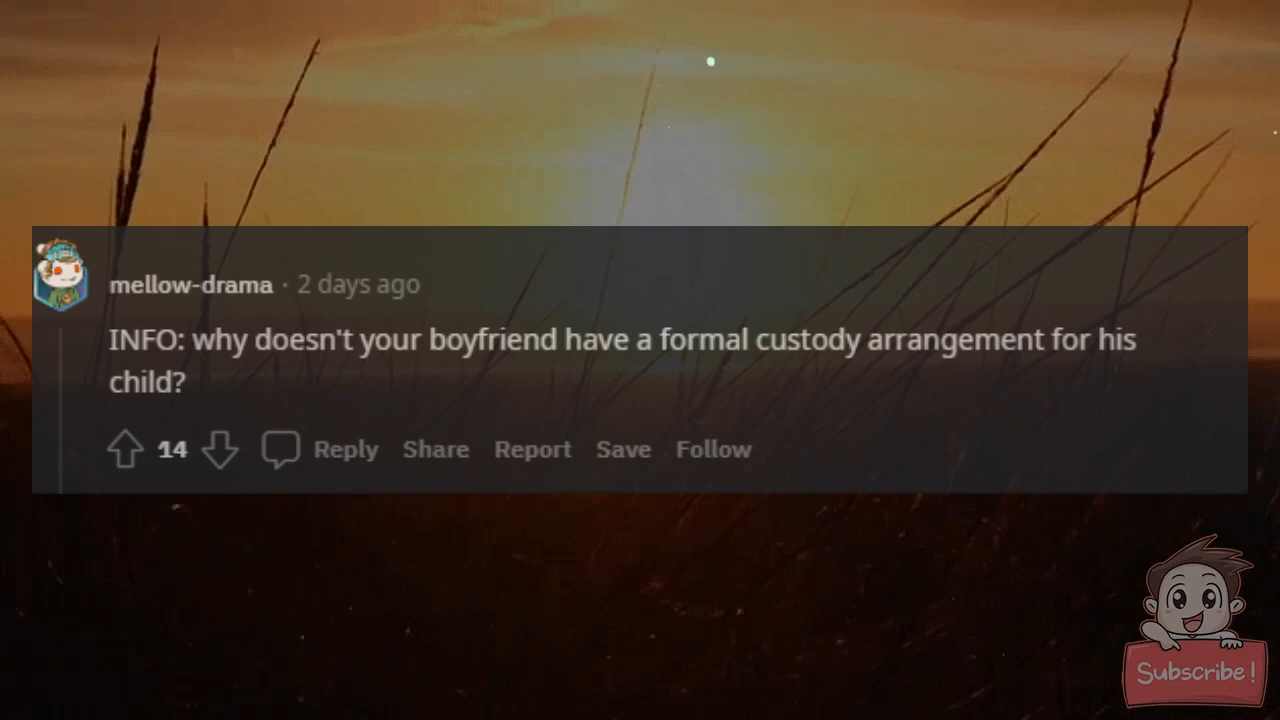 mellow-drama · 2 days ago
INFO: why doesn't your boyfriend have a formal custody arrangement for his
child?
14 Reply Share Report Save Follow
Subscribe!